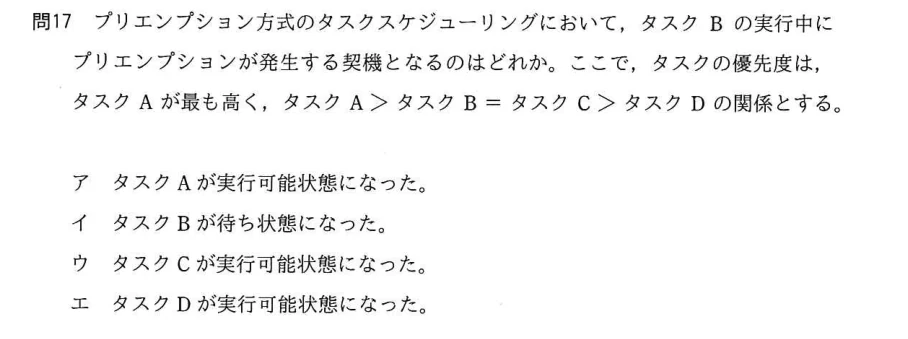 問17 プリエンプション方式のタスクスケジューリングにおいて，タスク B の実行中に
プリエンプションが発生する契機となるのはどれか。ここで，タスクの優先度は，
タスク A が最も高く，タスク A＞タスク B＝タスク C＞タスク D の関係とする。
ア タスク A が実行可能状態になった。
イ タスク B が待ち状態になった。
ウ タスク C が実行可能状態になった。
エ タスク D が実行可能状態になった。